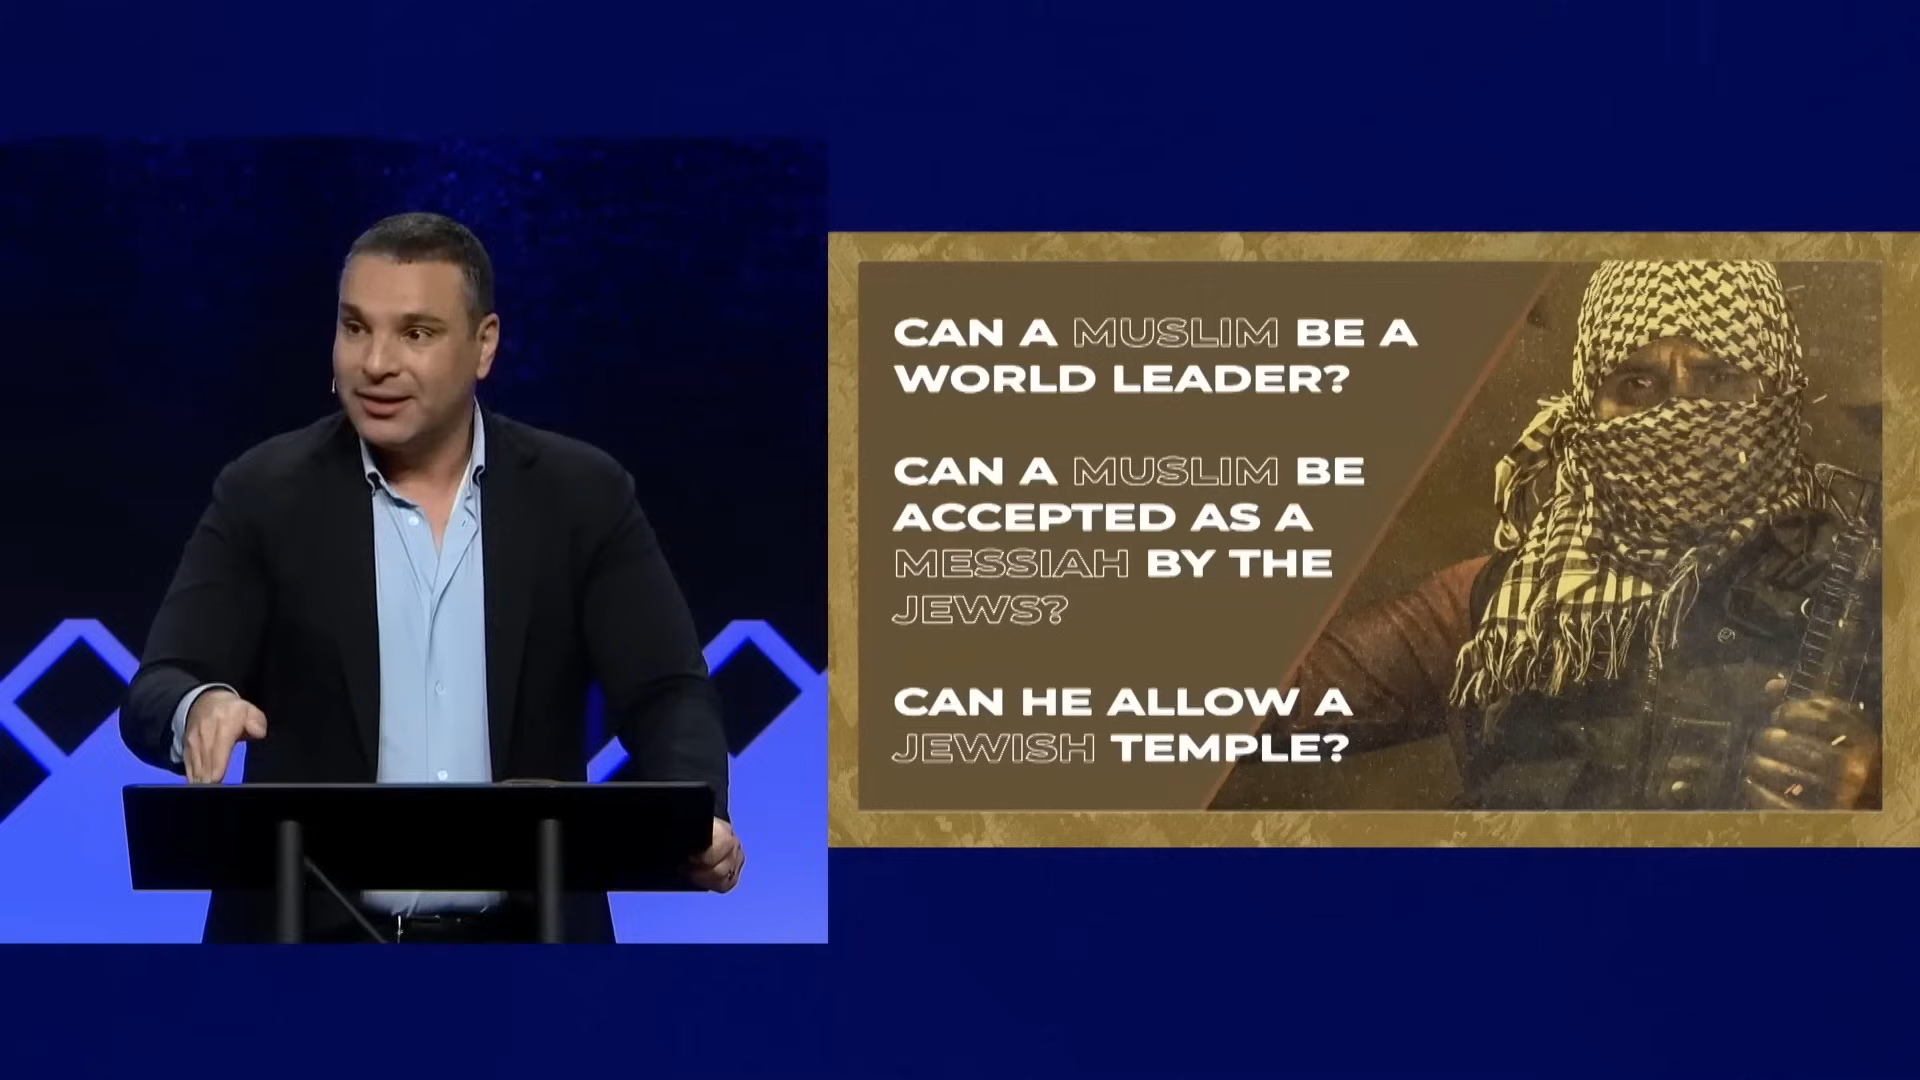 CAN A MUSLIM BE A
WORLD LEADER?
CAN A MUSLIM BE
ACCEPTED AS A
MESSIAH BY THE
JEWS?
CAN HE ALLOW A
JEWISH TEMPLE?